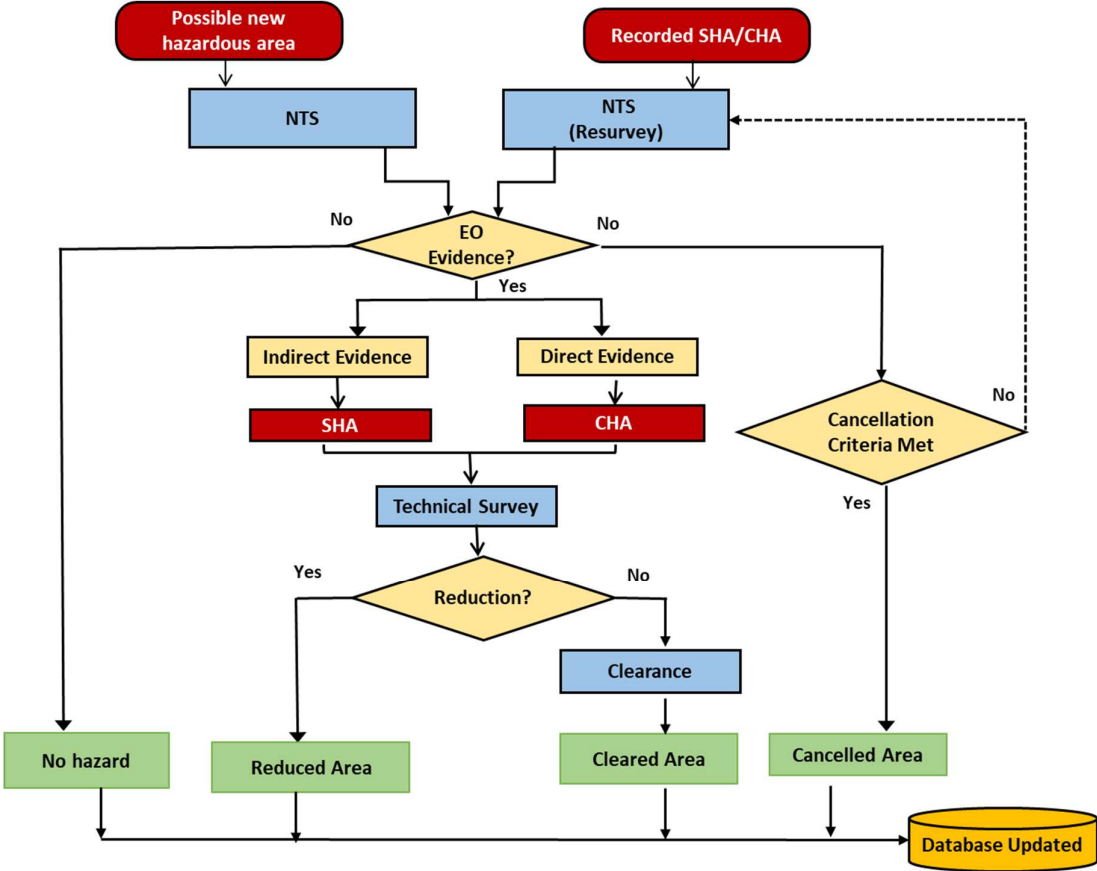 Possible new
hazardous area
Recorded SHA/CHA
NTS
NTS
(Resurvey)
No
EO
Evidence?
No
Yes
Indirect Evidence
Direct Evidence
SHA
CHA
Cancellation
Criteria Met
No
Yes
Technical Survey
Yes
Reduction?
No
Clearance
No hazard
Reduced Area
Cleared Area
Cancelled Area
Database Updated